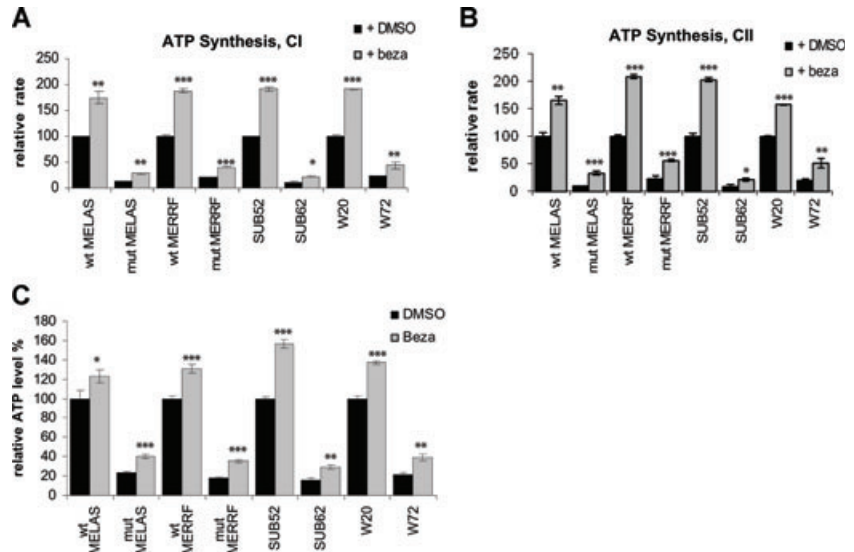 A
ATP Synthesis, CI
+ DMSO
+ beza
relative rate
250
200
150
100
50
0
** ** *** *** *** * *** **
wt MELAS
mut MELAS
wt MERRF
mut MERRF
SUB52
SUB62
W20
W72
B
ATP Synthesis, CII
+ DMSO
+ beza
relative rate
250
200
150
100
50
0
** *** *** *** *** * *** **
wt MELAS
mut MELAS
wt MERRF
mut MERRF
SUB52
SUB62
W20
W72
C
DMSO
Beza
relative ATP level %
180
160
140
120
100
80
60
40
20
0
* *** *** *** *** ** *** **
wt
MELAS
mut
MELAS
wt
MERRF
mut
MERRF
SUB52
SUB62
W20
W72